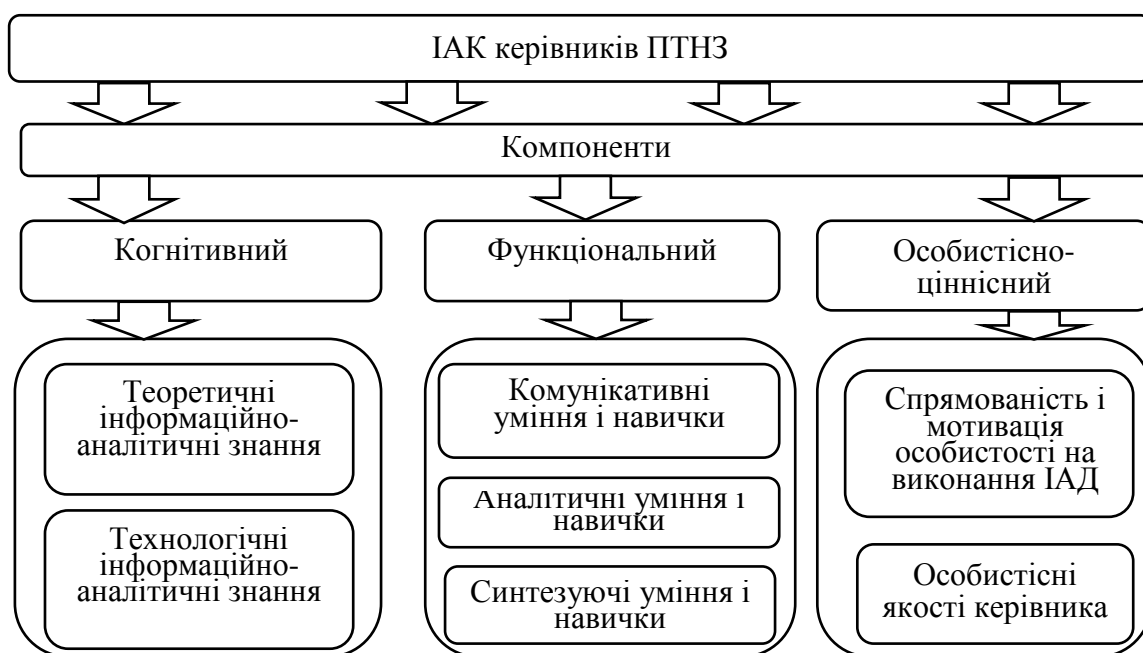 ІАК керівників ПТНЗ
Компоненти
Когнітивний
Функціональний
Особистісно-
ціннісний
Теоретичні
інформаційно-
аналітичні знання
Технологічні
інформаційно-
аналітичні знання
Комунікативні
уміння і навички
Аналітичні уміння і
навички
Синтезуючі уміння і
навички
Спрямованість і
мотивація
особистості на
виконання ІАД
Особистісні
якості керівника